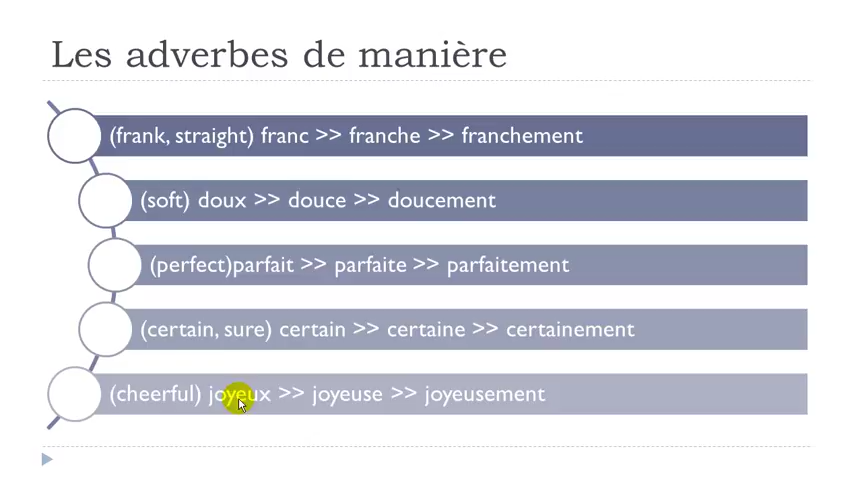 Les adverbes de manière
(frank, straight) franc >> franche >> franchement
(soft) doux >> douce >> doucement
(perfect)parfait >> parfaite >> parfaitement
(certain, sure) certain >> certaine >> certainement
(cheerful) joyeux >> joyeuse >> joyeusement